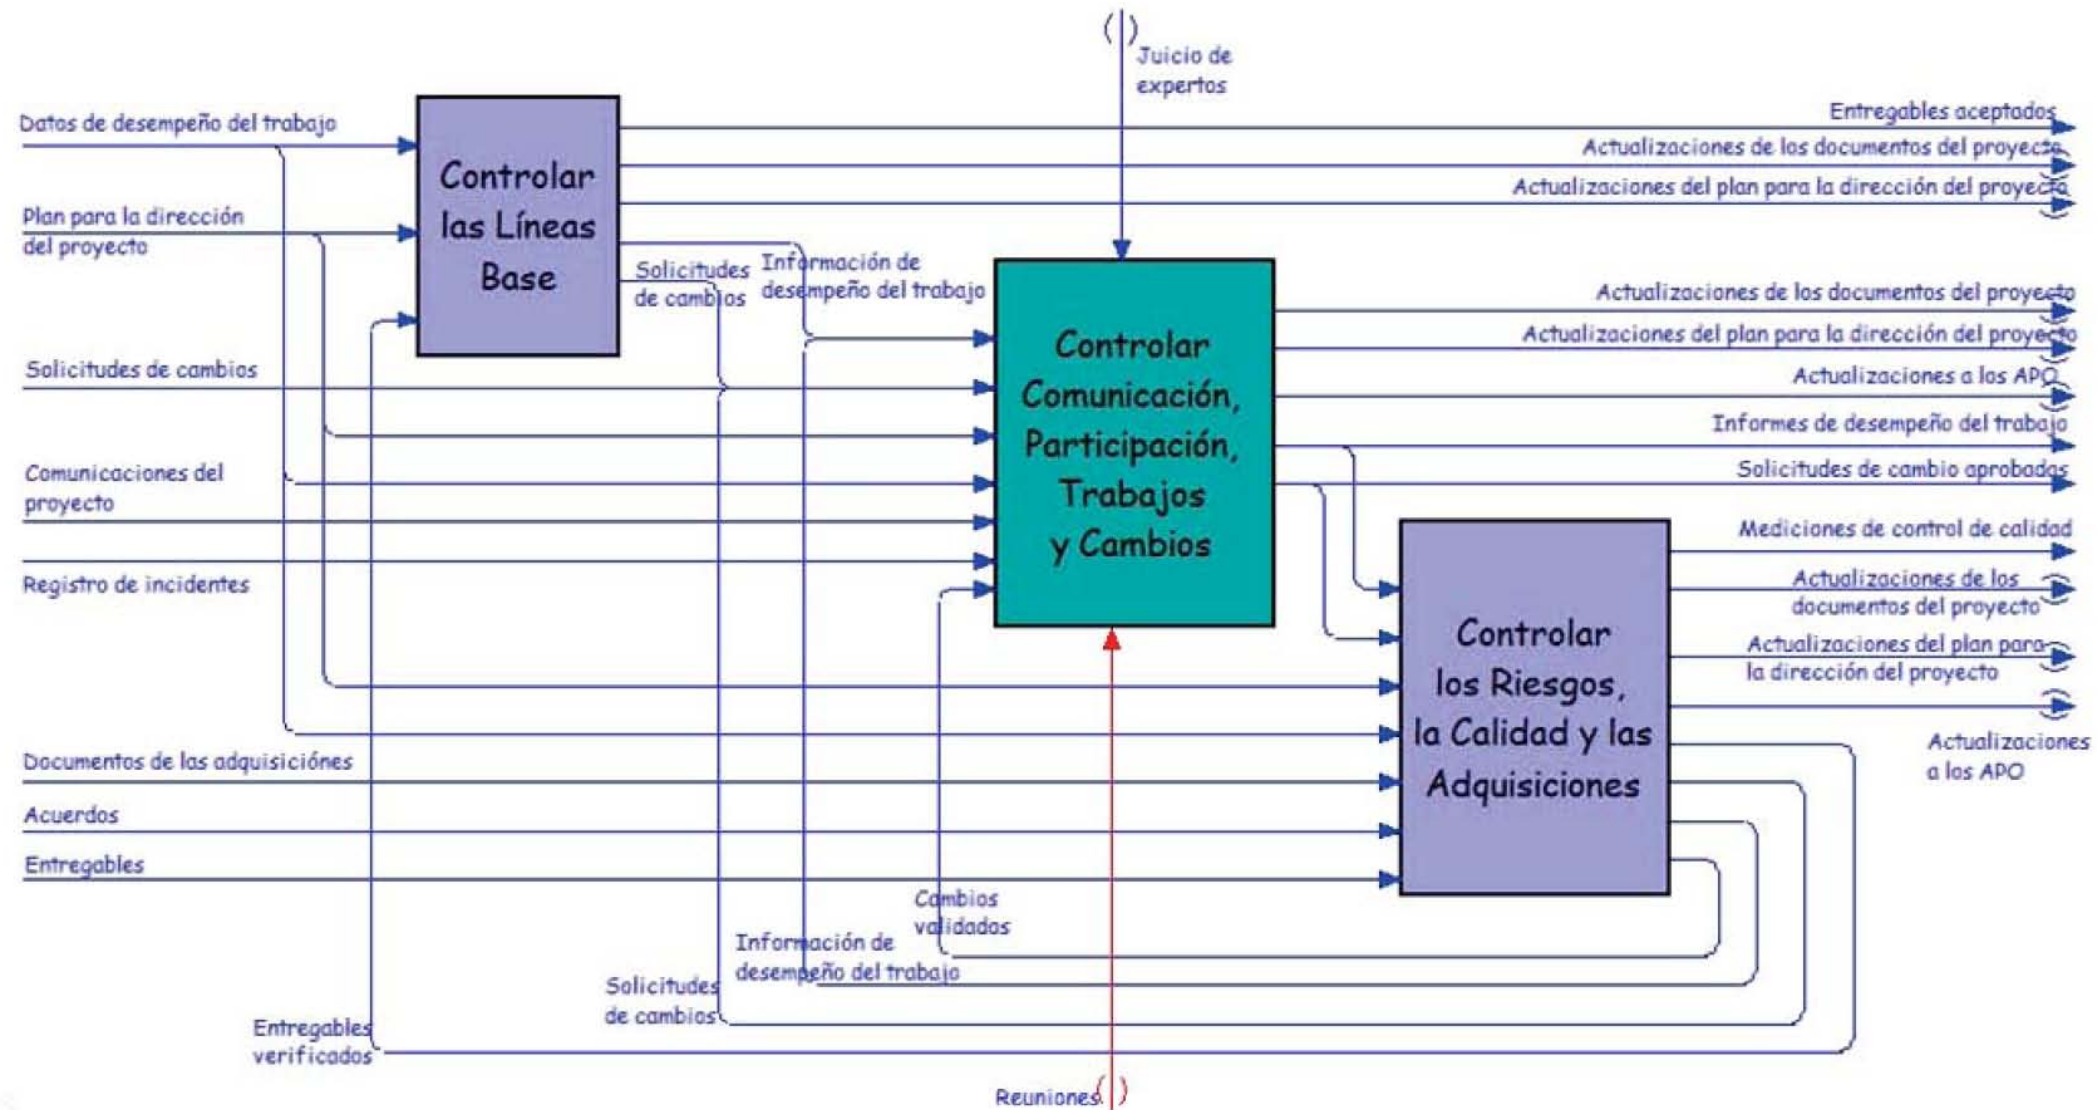 Juicio de
expertos
Datos de desempeño del trabajo
Plan para la dirección
del proyecto
Solicitudes de cambios
Comunicaciones del
proyecto
Registro de incidentes
Documentos de las adquisiciónes
Acuerdos
Entregables
Controlar
las Líneas
Base
Solicitudes
de cambios
Información de
desempeño del trabajo
Controlar
Comunicación,
Participación,
Trabajos
y Cambios
Controlar
los Riesgos,
la Calidad y las
Adquisiciones
Entregables aceptados
Actualizaciones de los documentos del proyecto
Actualizaciones del plan para la dirección del proyecto
Actualizaciones de los documentos del proyecto
Actualizaciones del plan para la dirección del proyecto
Actualizaciones a los APO
Informes de desempeño del trabajo
Solicitudes de cambio aprobadas
Mediciones de control de calidad
Actualizaciones de los
documentos del proyecto
Actualizaciones del plan para
la dirección del proyecto
Actualizaciones
a los APO
Cambios
validados
Información de
desempeño del trabajo
Solicitudes
de cambios
Entregables
verificados
Reuniones